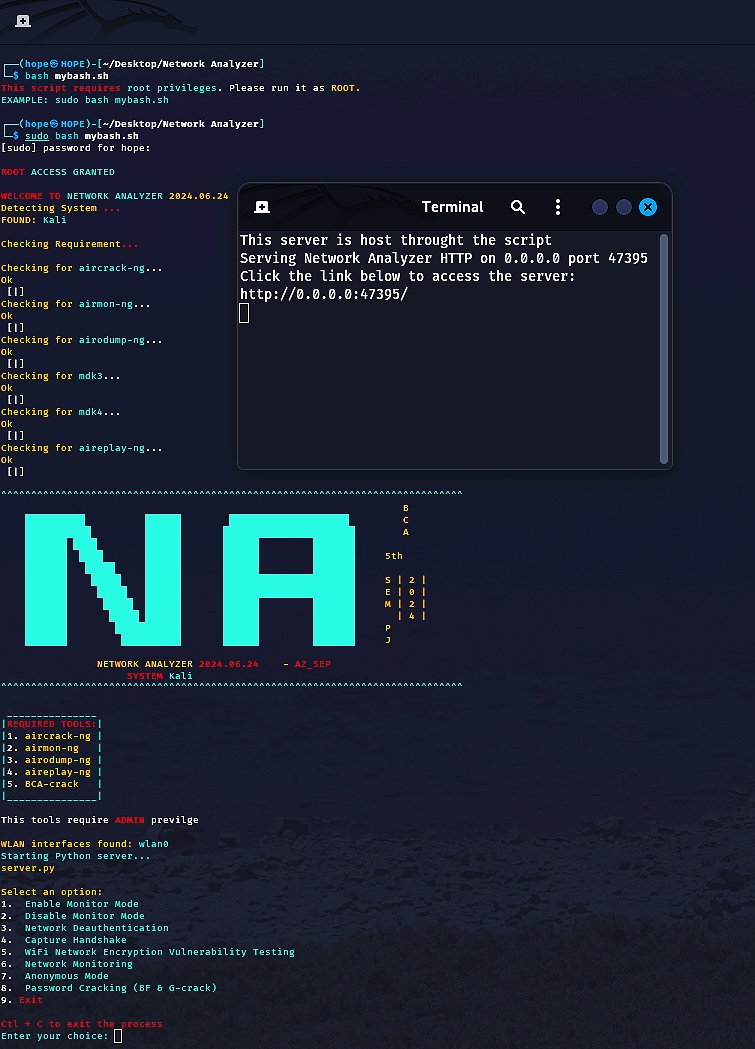 ┌──(hope㉿HOPE)-[~/Desktop/Network Analyzer]
└─$ bash mybash.sh
This script requires root privileges. Please run it as ROOT.
EXAMPLE: sudo bash mybash.sh
┌──(hope㉿HOPE)-[~/Desktop/Network Analyzer]
└─$ sudo bash mybash.sh
[sudo] password for hope:
ROOT ACCESS GRANTED
WELCOME TO NETWORK ANALYZER 2024.06.24
Detecting System ...
FOUND: Kali
Checking Requirement...
Checking for aircrack-ng...
Ok
[|]
Checking for airmon-ng...
Ok
[|]
Checking for airodump-ng...
Ok
[|]
Checking for mdk3...
Ok
[|]
Checking for mdk4...
Ok
[|]
Checking for aireplay-ng...
Ok
[|]
Terminal
This server is host throught the script
Serving Network Analyzer HTTP on 0.0.0.0 port 47395
Click the link below to access the server:
http://0.0.0.0:47395/
^^^^^^^^^^^^^^^^^^^^^^^^^^^^^^^^^^^^^^^^^^^^^^^^^^^^^^^^^^^^^^^^^^^^^^^^^^^^^
NA
B
C
A
5th
S | 2 |
E | 0 |
M | 2 |
| 4 |
P
J
NETWORK ANALYZER 2024.06.24 - AZ_SEP
SYSTEM Kali
^^^^^^^^^^^^^^^^^^^^^^^^^^^^^^^^^^^^^^^^^^^^^^^^^^^^^^^^^^^^^^^^^^^^^^^^^^^^^
_______________
|REQUIRED TOOLS:|
|1. aircrack-ng |
|2. airmon-ng |
|3. airodump-ng |
|4. aireplay-ng |
|5. BCA-crack |
|_______________|
This tools require ADMIN previlge
WLAN interfaces found: wlan0
Starting Python server...
server.py
Select an option:
1. Enable Monitor Mode
2. Disable Monitor Mode
3. Network Deauthentication
4. Capture Handshake
5. WiFi Network Encryption Vulnerability Testing
6. Network Monitoring
7. Anonymous Mode
8. Password Cracking (BF & G-crack)
9. Exit
Ctl + C to exit the process
Enter your choice: